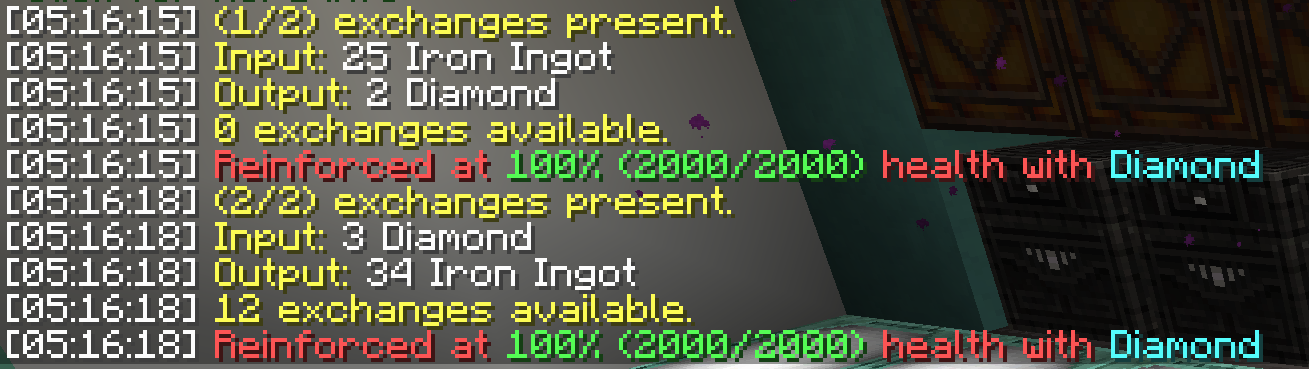 [05:16:15] (1/2) exchanges present.
[05:16:15] Input: 25 Iron Ingot
[05:16:15] Output: 2 Diamond
[05:16:15] 0 exchanges available.
[05:16:15] Reinforced at 100% (2000/2000) health with Diamond
[05:16:18] (2/2) exchanges present.
[05:16:18] Input: 3 Diamond
[05:16:18] Output: 34 Iron Ingot
[05:16:18] 12 exchanges available.
[05:16:18] Reinforced at 100% (2000/2000) health with Diamond